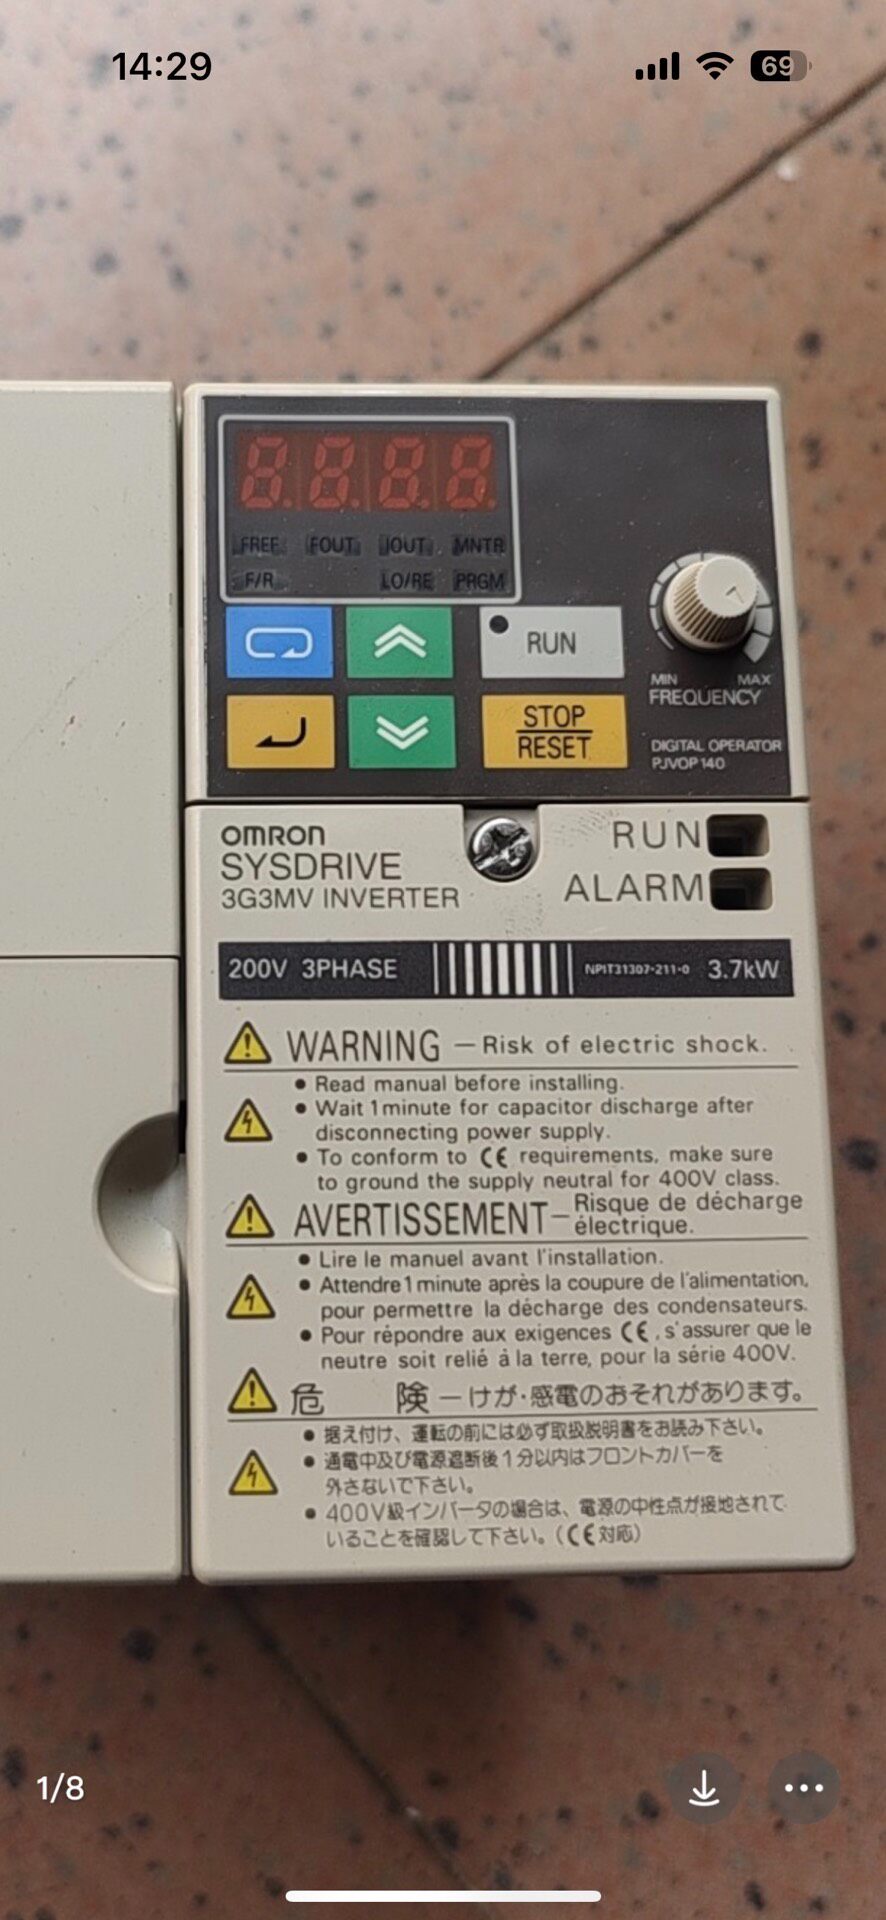 14:29
69
8.8.8.8.
FREF FOUT IOUT MNTR
F/R LO/RE PRGM
RUN
STOP
RESET
MIN MAX
FREQUENCY
DIGITAL OPERATOR
PJVOP140
OMRON
SYSDRIVE
3G3MV INVERTER
RUN
ALARM
200V 3PHASE NPIT31307-211-0 3.7kW
WARNING — Risk of electric shock.
● Read manual before installing.
● Wait 1 minute for capacitor discharge after
disconnecting power supply.
● To conform to CE requirements, make sure
to ground the supply neutral for 400V class.
AVERTISSEMENT — Risque de décharge
électrique.
● Lire le manuel avant l'installation.
● Attendre 1 minute après la coupure de l'alimentation,
pour permettre la décharge des condensateurs.
● Pour répondre aux exigences CE, s'assurer que le
neutre soit relié à la terre, pour la série 400V.
危 険 — けが・感電のおそれがあります。
● 据え付け、運転の前には必ず取扱説明書をお読み下さい。
● 通電中及び電源遮断後1分以内はフロントカバーを
外さないで下さい。
● 400V級インバータの場合は、電源の中性点が接地されて
いることを確認して下さい。(CE対応)
1/8